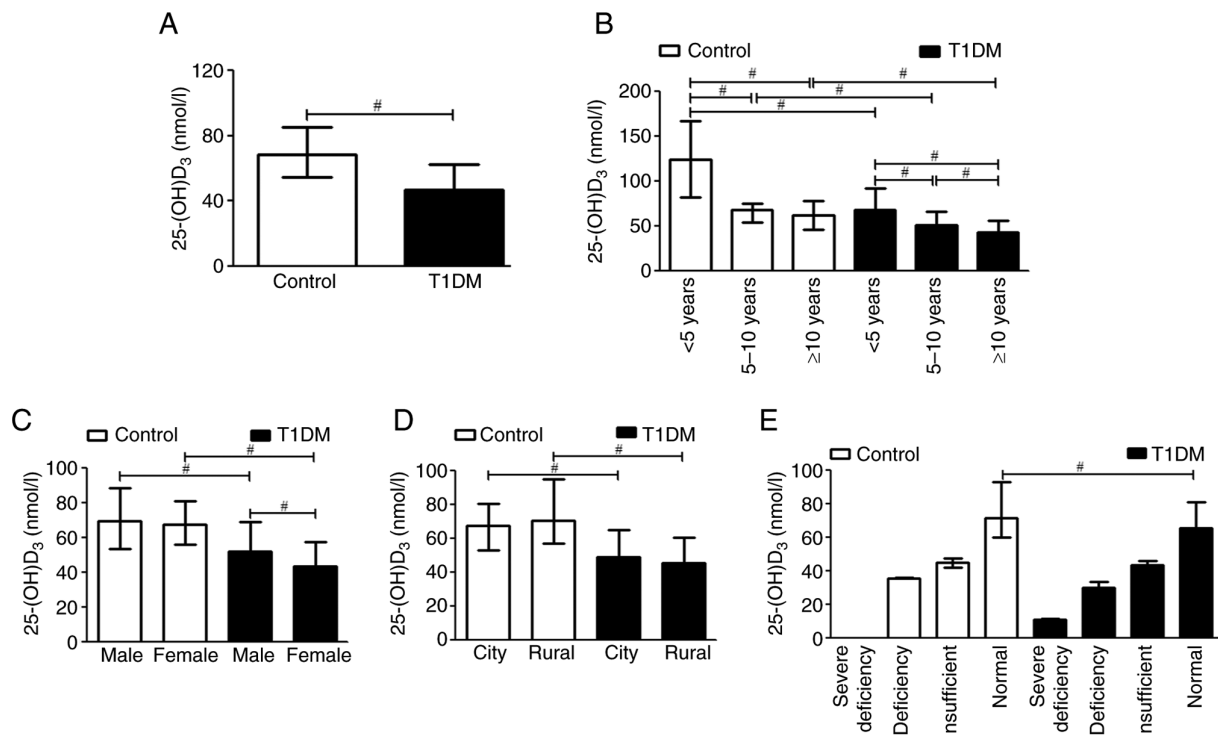 A
25-(OH)D3 (nmol/l)
120
80
40
0
#
Control
T1DM
B
Control
T1DM
25-(OH)D3 (nmol/l)
200
150
100
50
0
#
#
#
#
#
#
#
#
<5 years
5–10 years
≥10 years
<5 years
5–10 years
≥10 years
C
Control
T1DM
25-(OH)D3 (nmol/l)
100
80
60
40
20
0
#
#
#
Male
Female
Male
Female
D
Control
T1DM
25-(OH)D3 (nmol/l)
100
80
60
40
20
0
#
#
City
Rural
City
Rural
E
Control
T1DM
25-(OH)D3 (nmol/l)
100
80
60
40
20
0
#
Severe
deficiency
Deficiency
nsufficient
Normal
Severe
deficiency
Deficiency
nsufficient
Normal